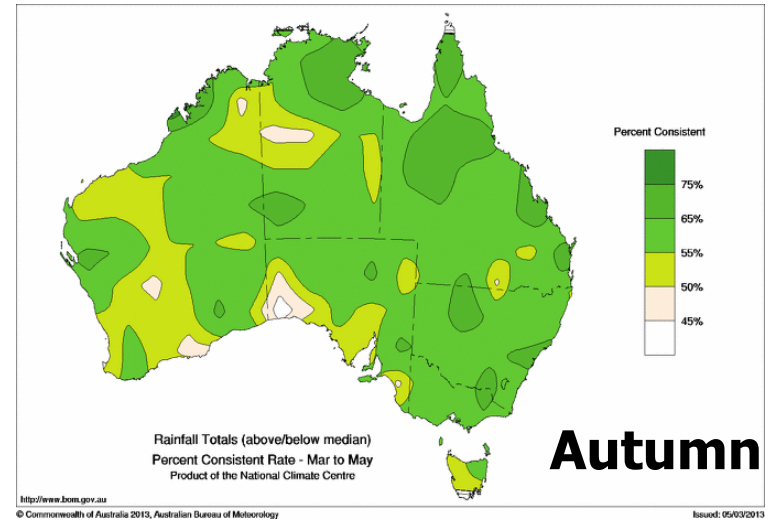 Percent Consistent
75%
65%
55%
50%
45%
Rainfall Totals (above/below median)
Percent Consistent Rate - Mar to May
Product of the National Climate Centre
Autumn
http://www.bom.gov.au
© Commonwealth of Australia 2013, Australian Bureau of Meteorology
Issued: 05/03/2013